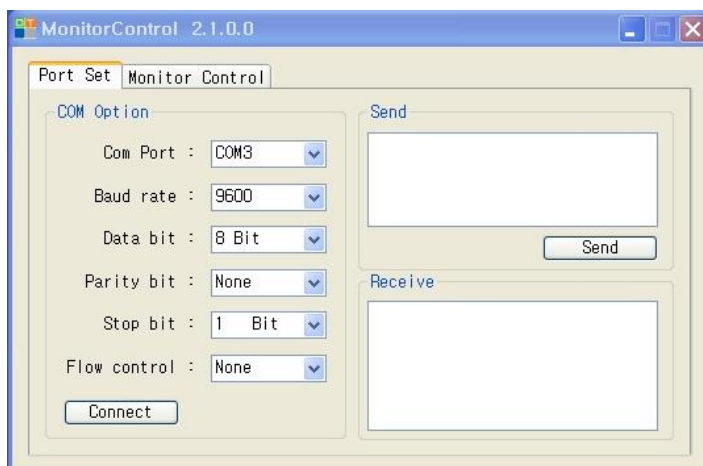 MonitorControl 2.1.0.0
Port Set Monitor Control
COM Option
Com Port : COM3
Baud rate : 9600
Data bit : 8 Bit
Parity bit : None
Stop bit : 1 Bit
Flow control : None
Connect
Send
Send
Receive